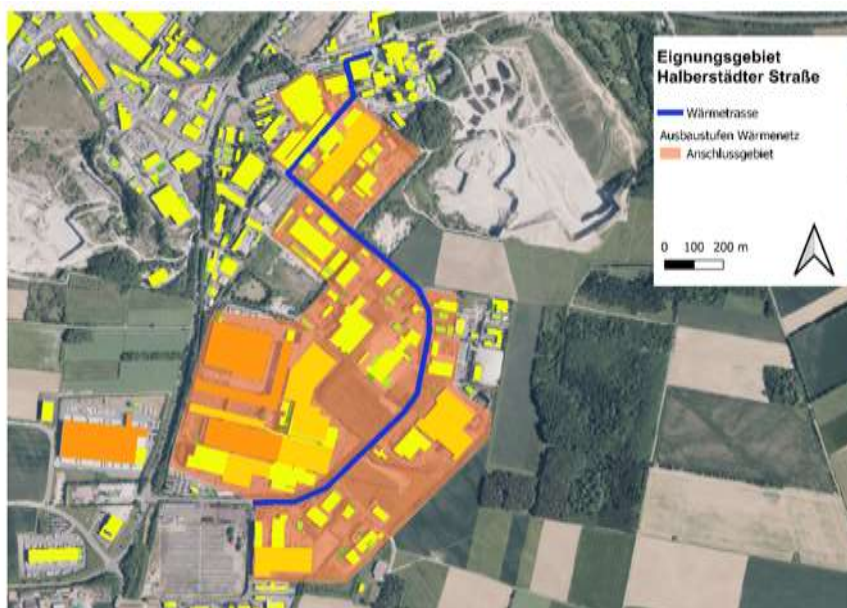 Eignungsgebiet
Halberstädter Straße
Wärmetrasse
Ausbaustufen Wärmenetz
Anschlussgebiet
0 100 200 m